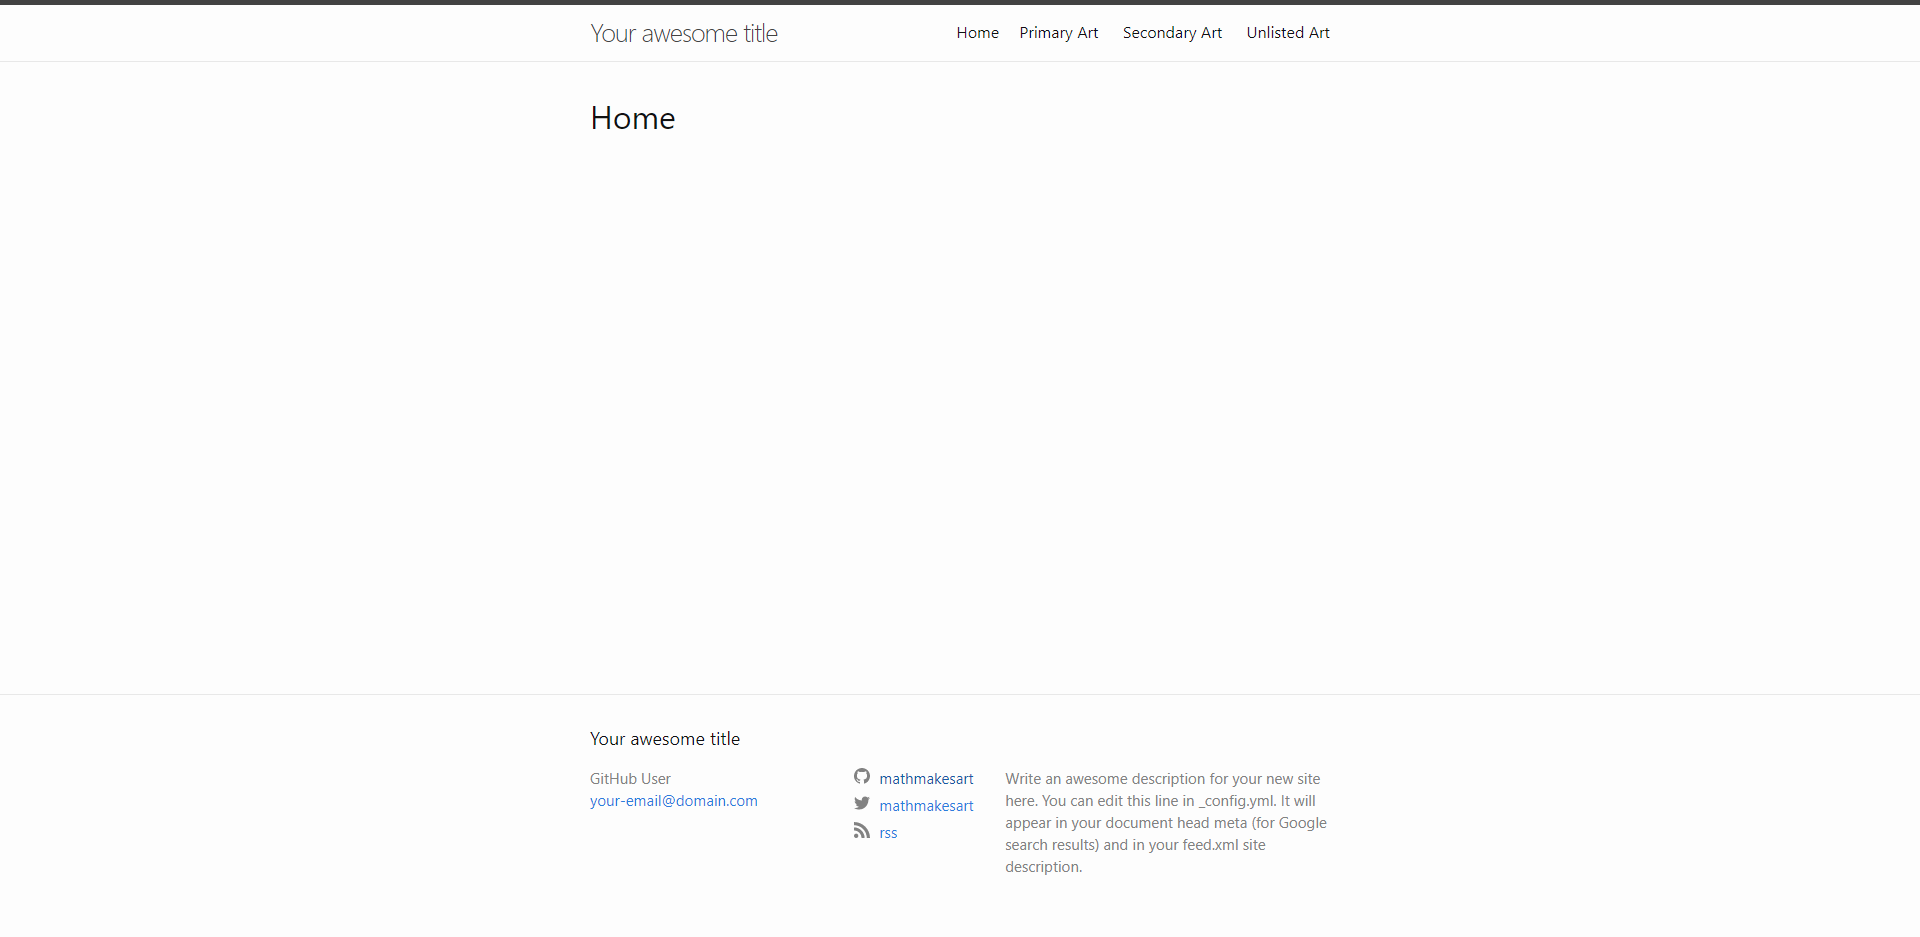 Your awesome title
Home Primary Art Secondary Art Unlisted Art
Home
Your awesome title
GitHub User
your-email@domain.com
mathmakesart
mathmakesart
rss
Write an awesome description for your new site
here. You can edit this line in _config.yml. It will
appear in your document head meta (for Google
search results) and in your feed.xml site
description.